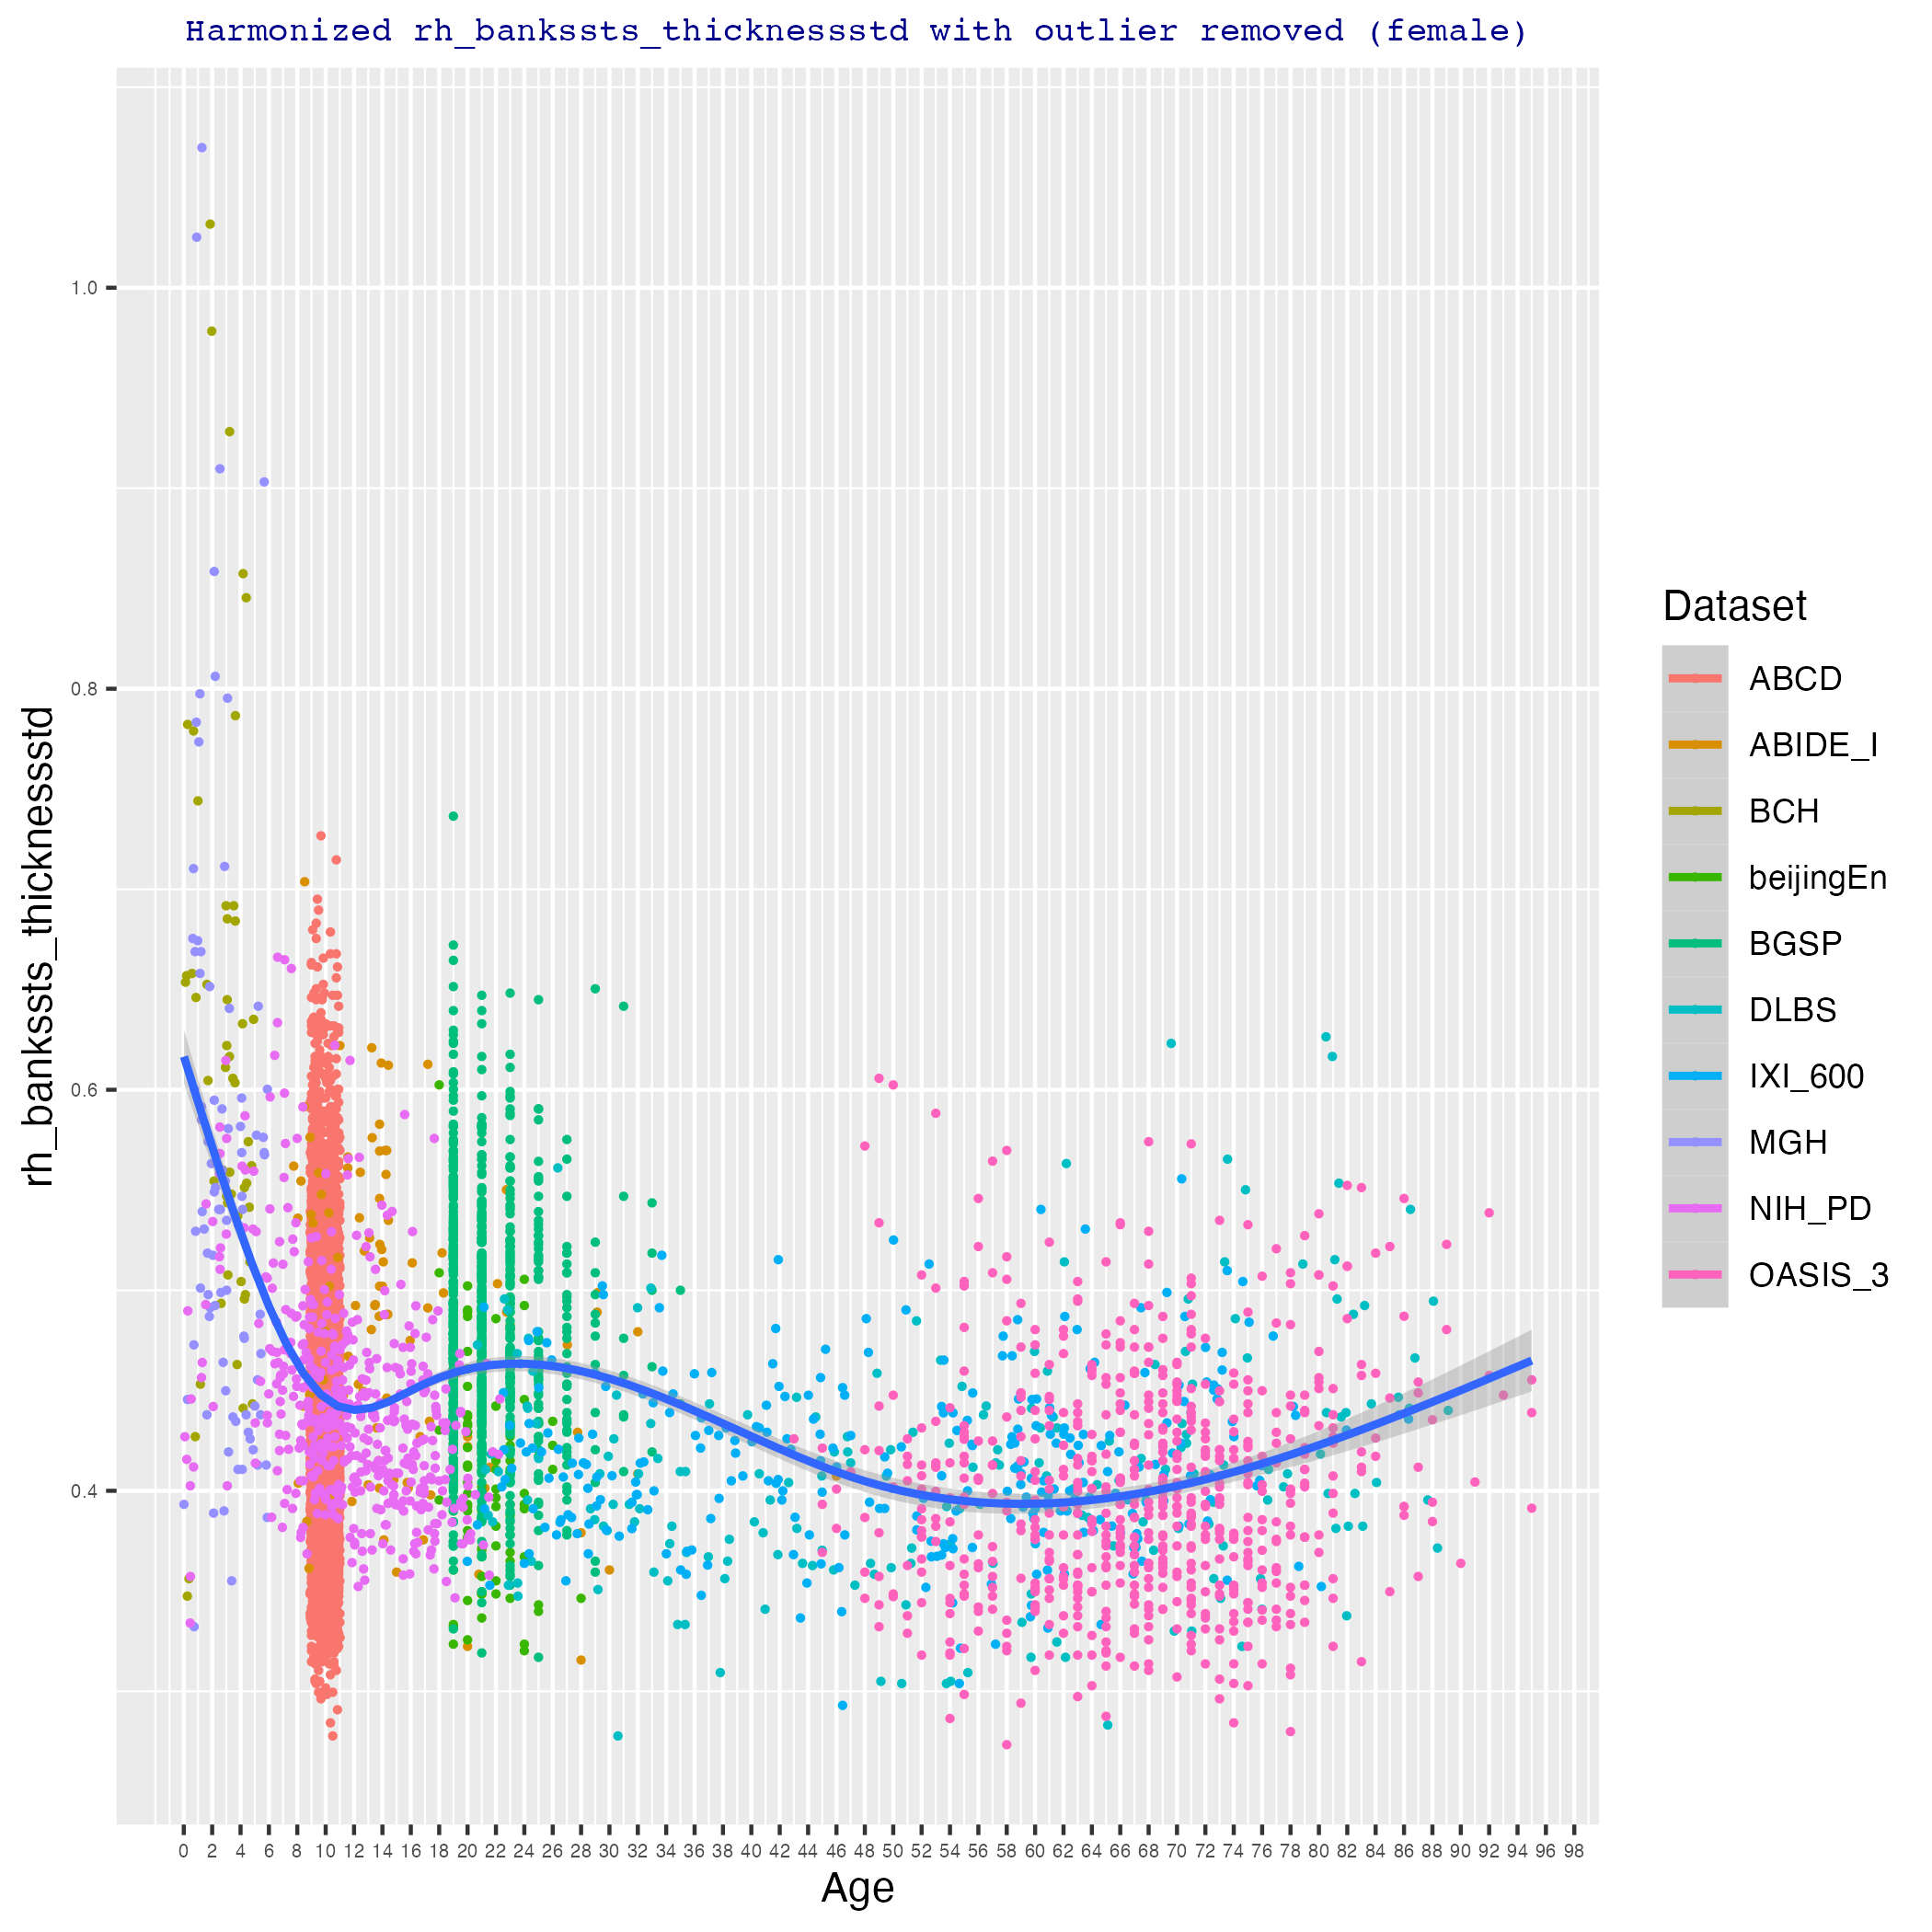 Harmonized rh_bankssts_thicknessstd with outlier removed (female)
rh_bankssts_thicknessstd
1.0
0.8
0.6
0.4
0 2 4 6 8 10 12 14 16 18 20 22 24 26 28 30 32 34 36 38 40 42 44 46 48 50 52 54 56 58 60 62 64 66 68 70 72 74 76 78 80 82 84 86 88 90 92 94 96 98
Age
Dataset
ABCD
ABIDE_I
BCH
beijingEn
BGSP
DLBS
IXI_600
MGH
NIH_PD
OASIS_3